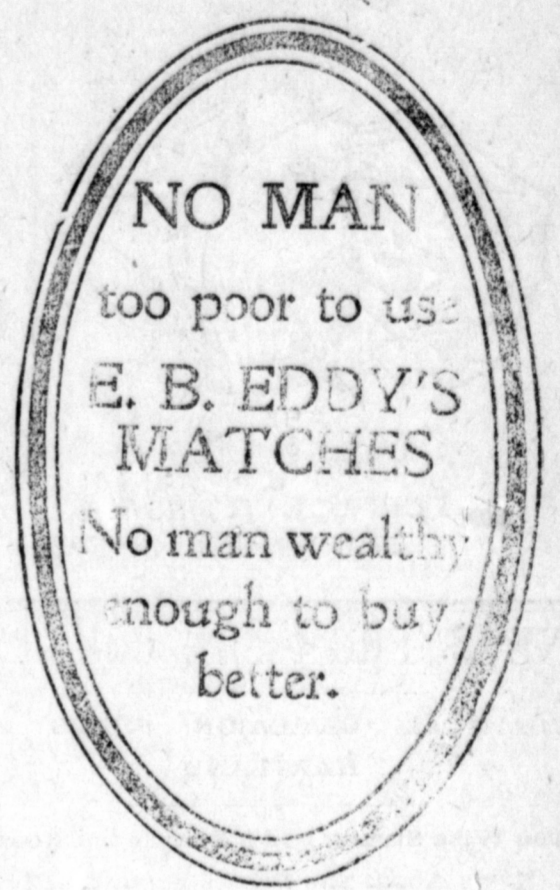 NO MAN
too poor to use
E. B. EDDY'S
MATCHES
No man wealthy
enough to buy
better.